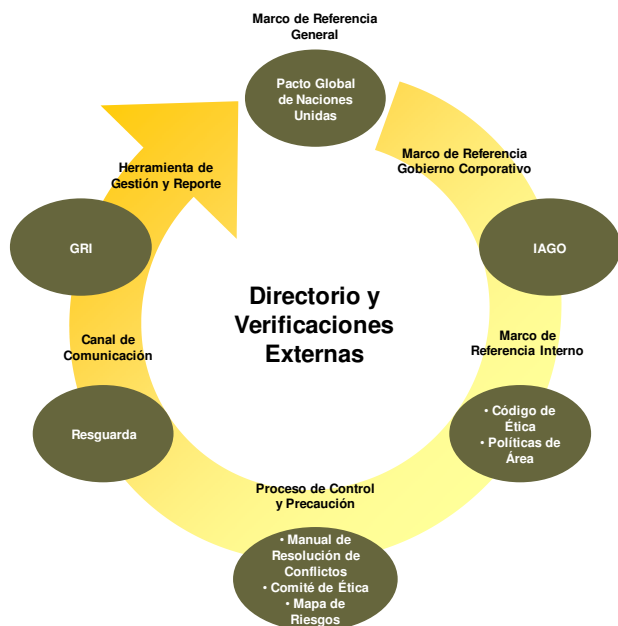 Marco de Referencia
General
Pacto Global
de Naciones
Unidas
Marco de Referencia
Gobierno Corporativo
IAGO
Marco de
Referencia Interno
• Código de
Ética
• Políticas de
Área
Proceso de Control
y Precaución
• Manual de
Resolución de
Conflictos
• Comité de Ética
• Mapa de
Riesgos
Resguarda
Canal de
Comunicación
GRI
Herramienta de
Gestión y Reporte
Directorio y
Verificaciones
Externas